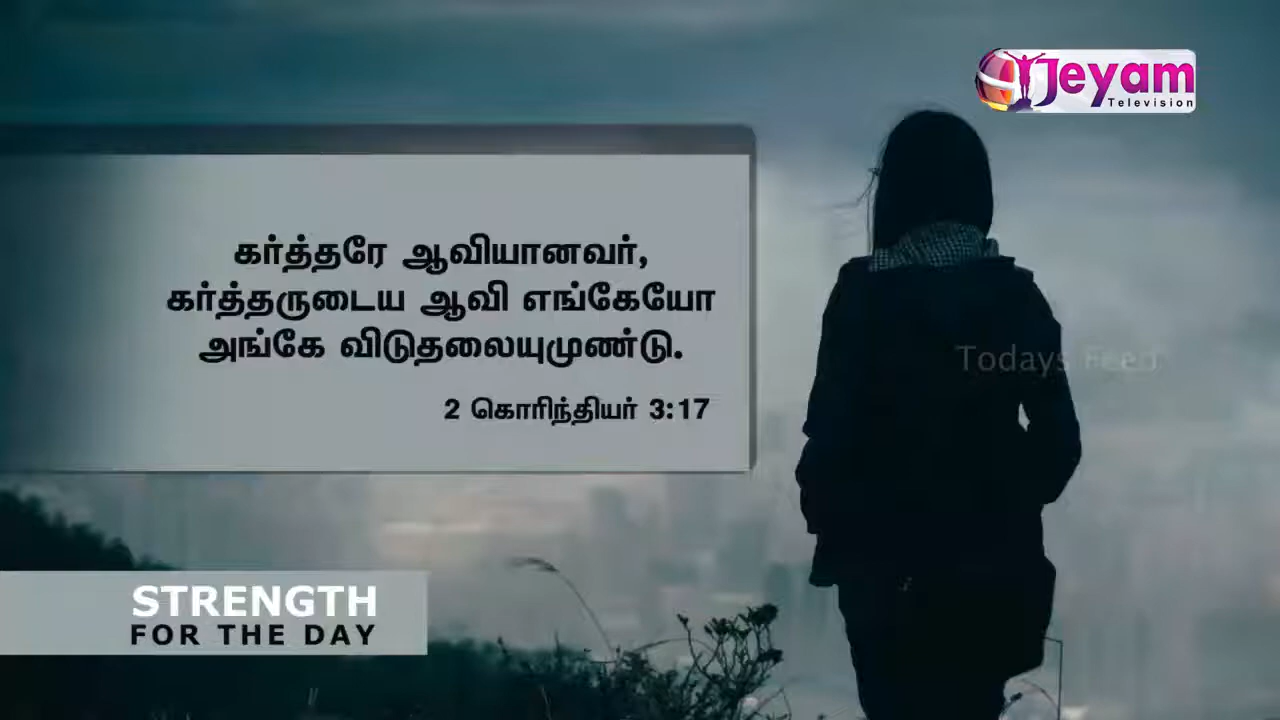 Jeyam
Television
கர்த்தரே ஆவியானவர்,
கர்த்தருடைய ஆவி எங்கேயோ
அங்கே விடுதலையுமுண்டு.
2 கொரிந்தியர் 3:17
Todays Feed
STRENGTH
FOR THE DAY